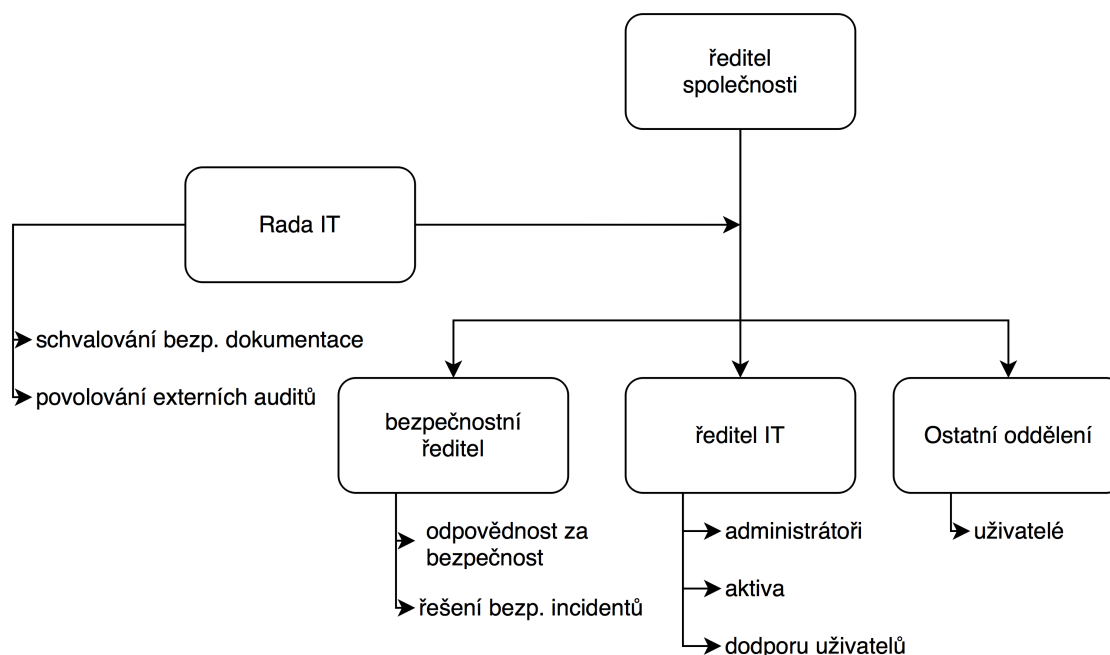 ředitel
společnosti
Rada IT
schvalování bezp. dokumentace
povolování externích auditů
bezpečnostní
ředitel
ředitel IT
Ostatní oddělení
odpovědnost za
bezpečnost
řešení bezp. incidentů
administrátoři
aktiva
dodporu uživatelů
uživatelé